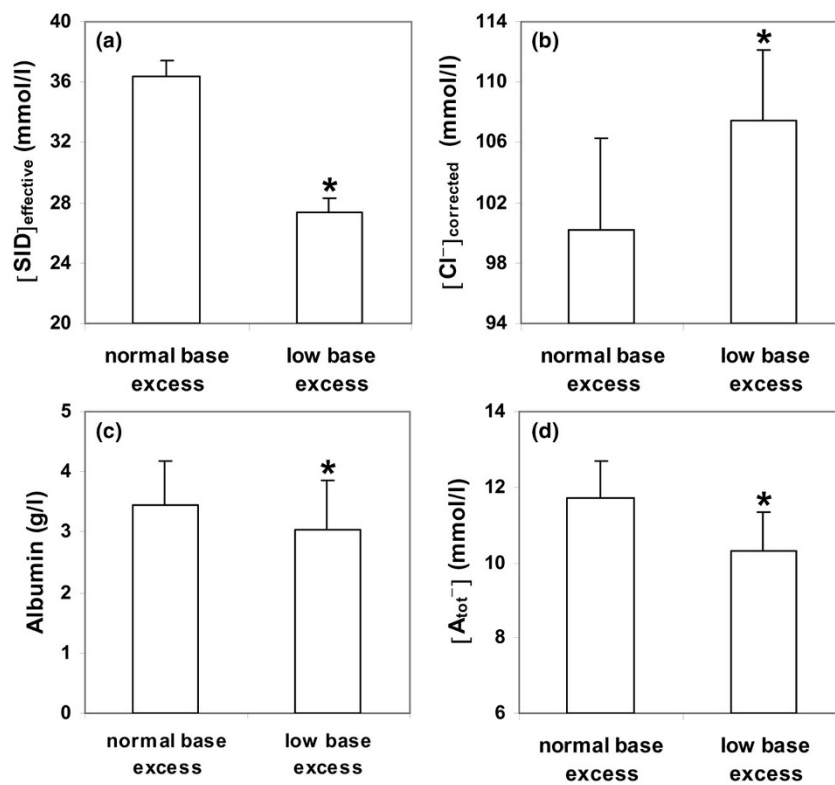 (a)
[SID]effective (mmol/l)
40
36
32
28
24
20
*
normal base
excess
low base
excess
(b)
[Cl⁻]corrected (mmol/l)
114
110
106
102
98
94
*
normal base
excess
low base
excess
(c)
Albumin (g/l)
5
4
3
2
1
0
*
normal base
excess
low base
excess
(d)
[Atot⁻] (mmol/l)
14
12
10
8
6
*
normal base
excess
low base
excess